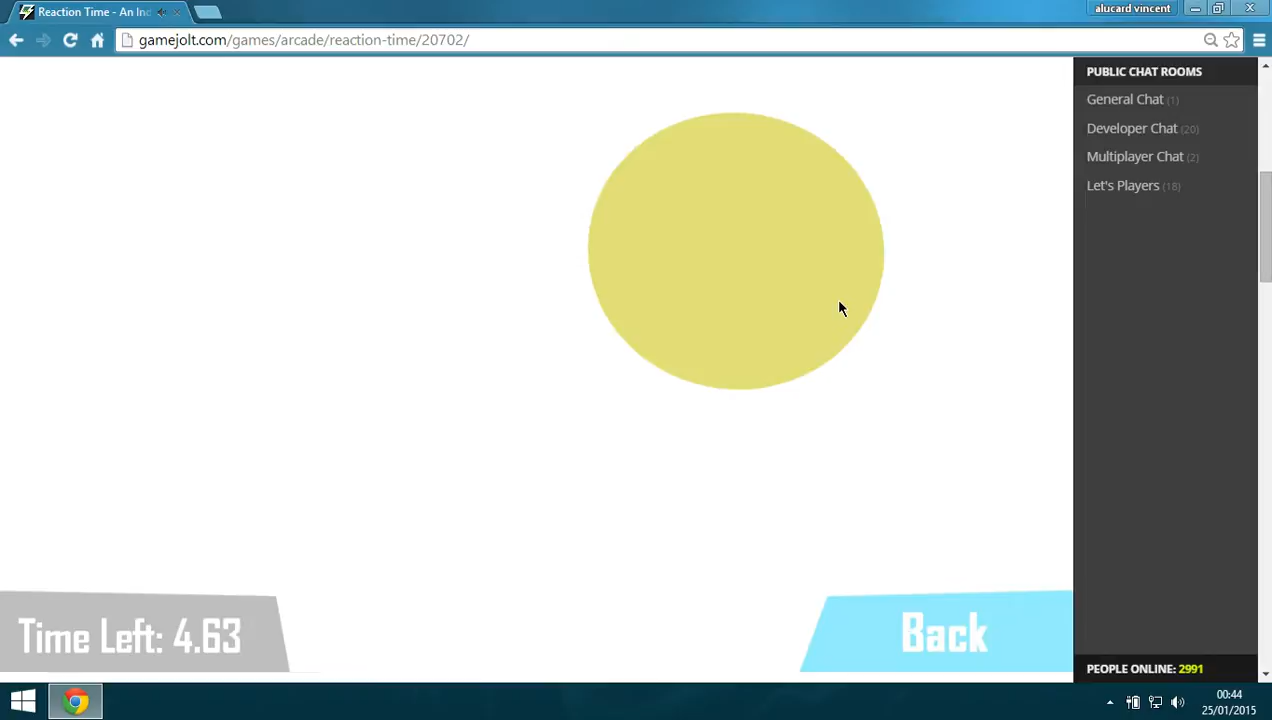 Reaction Time - An Inc
alucard vincent
gamejolt.com/games/arcade/reaction-time/20702/
PUBLIC CHAT ROOMS
General Chat (1)
Developer Chat (20)
Multiplayer Chat (2)
Let's Players (18)
Time Left: 4.63
Back
PEOPLE ONLINE: 2991
00:44
25/01/2015